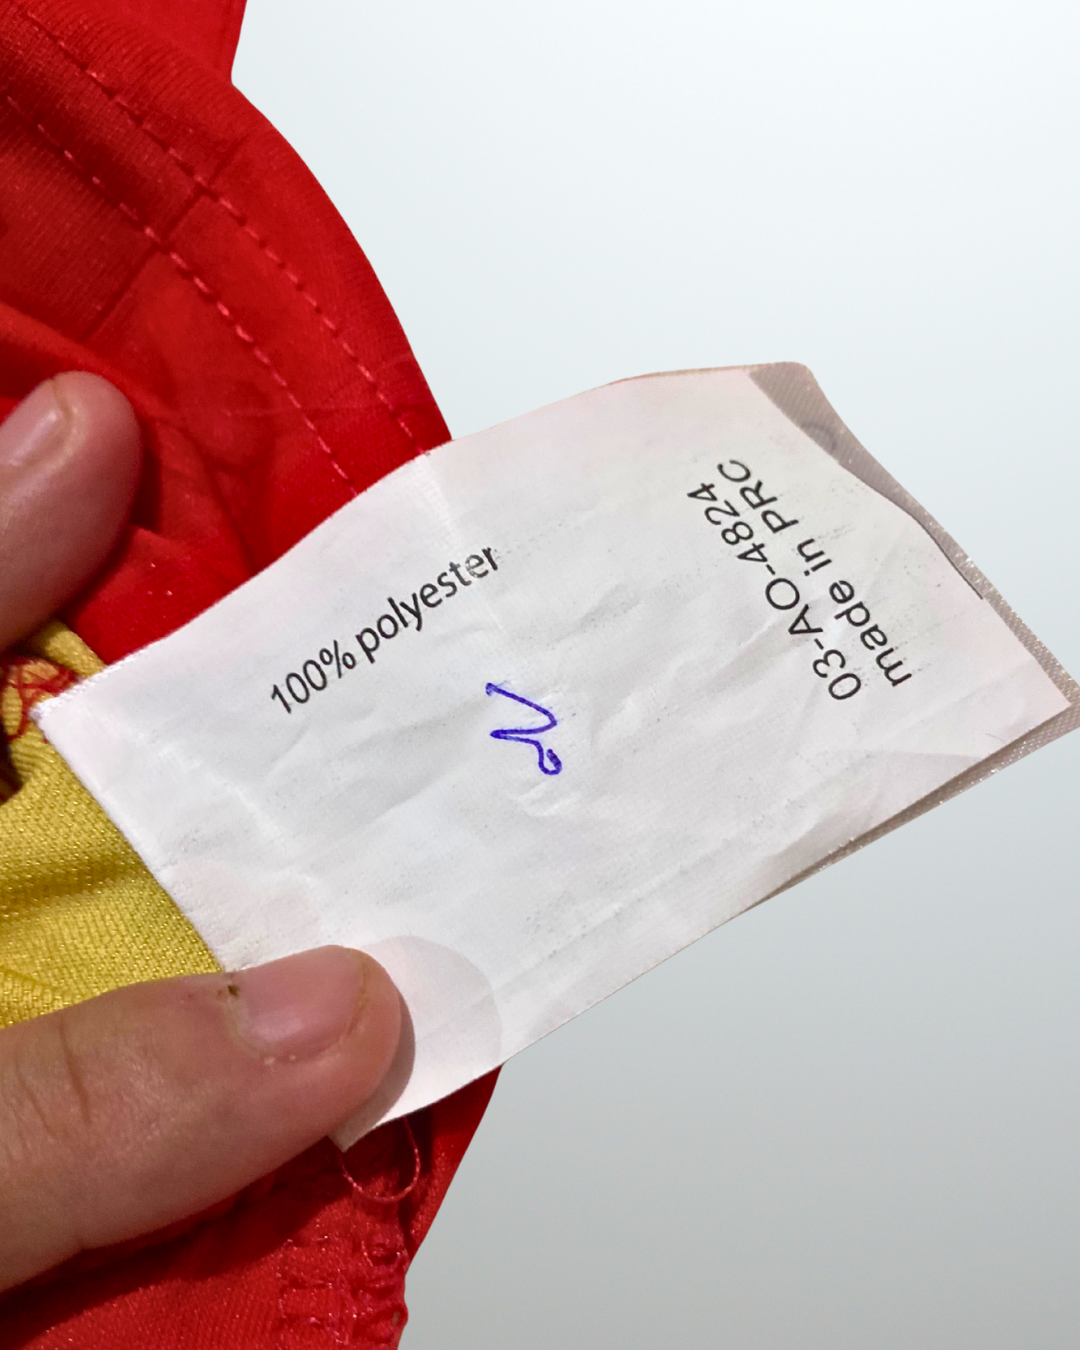 100% polyester
03-AO-4824
made in PRC